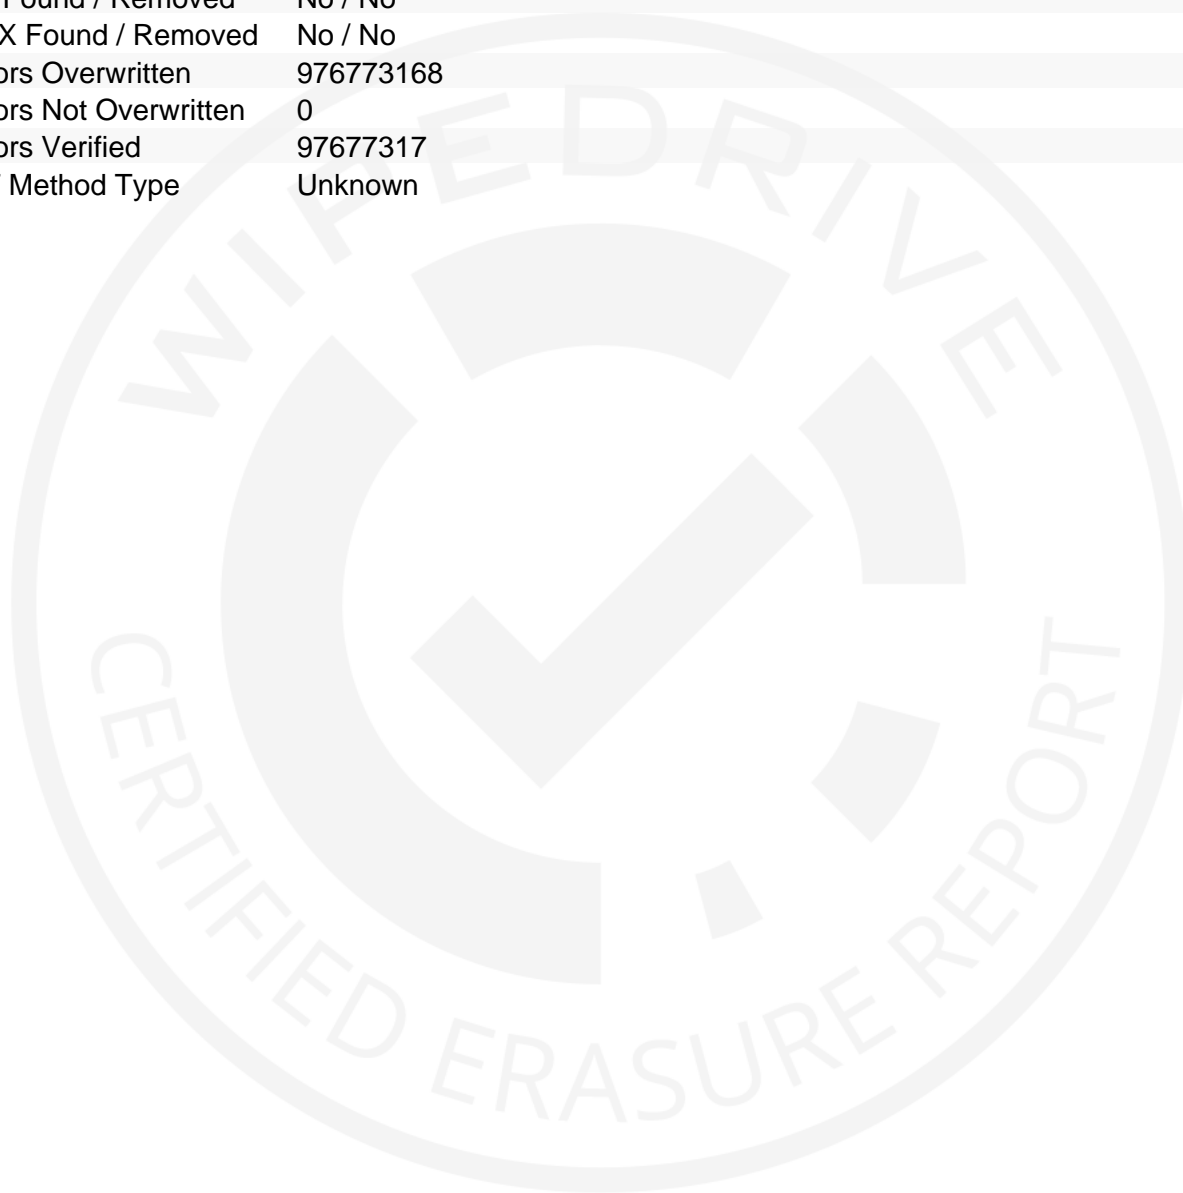 Found / Removed No / No
X Found / Removed No / No
ors Overwritten 976773168
ors Not Overwritten 0
ors Verified 97677317
Method Type Unknown
WIPEDRIVE
CERTIFIED ERASURE REPORT